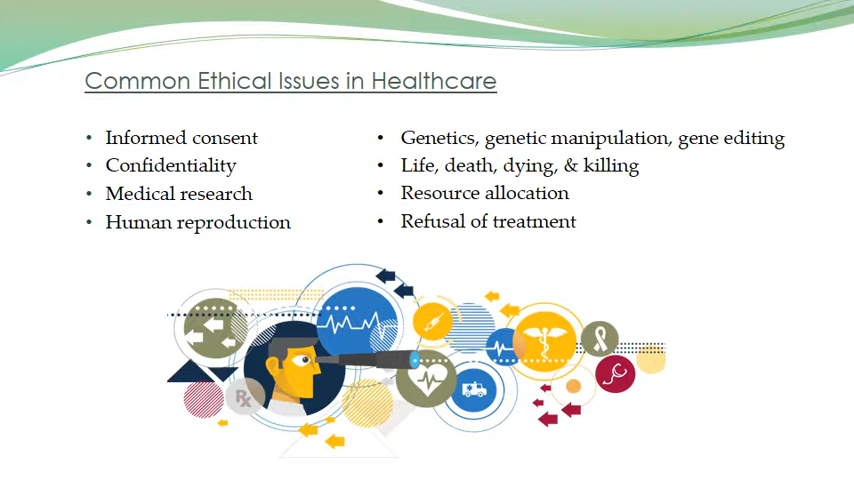 Common Ethical Issues in Healthcare
• Informed consent
• Confidentiality
• Medical research
• Human reproduction
• Genetics, genetic manipulation, gene editing
• Life, death, dying, & killing
• Resource allocation
• Refusal of treatment
Rx